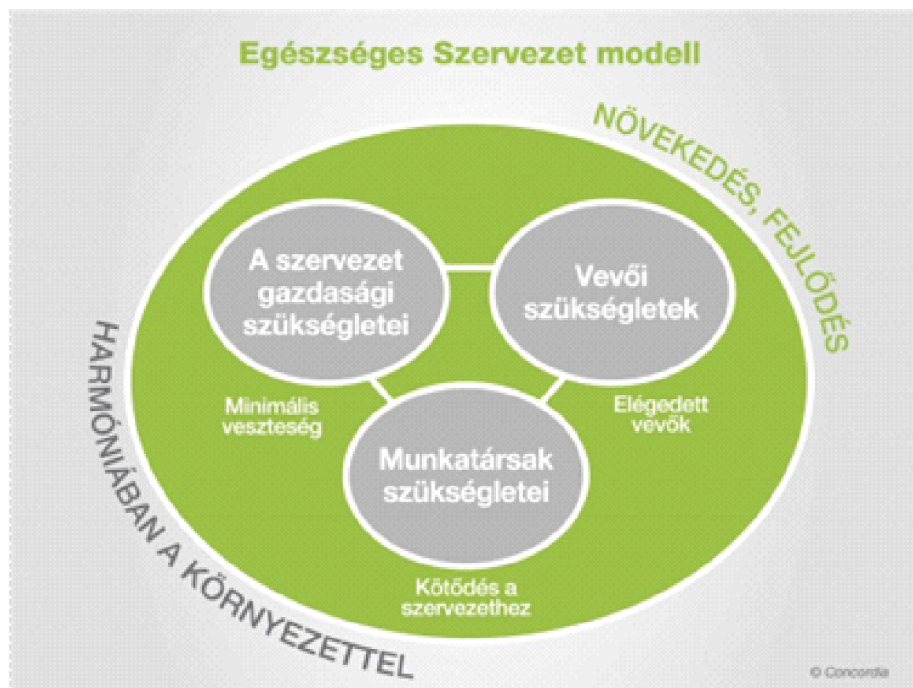 Egészséges Szervezet modell
NÖVEKEDÉS, FEJLŐDÉS
A szervezet
gazdasági
szükségletei
Vevői
szükségletek
Minimális
veszteség
Elégedett
vevők
Munkatársak
szükségletei
Kötődés a
szervezethez
HARMÓNIÁBAN A KÖRNYEZETTEL
© Concordia